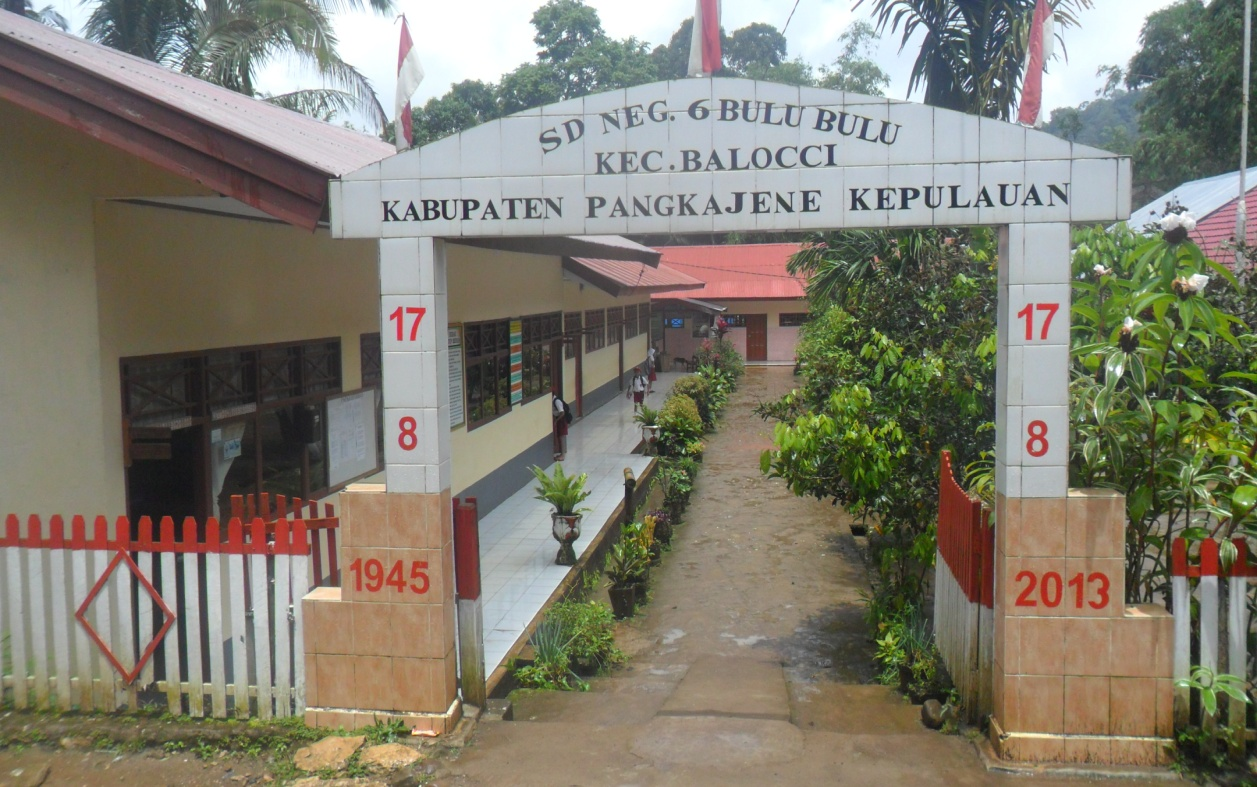 SD NEG. 6 BULU BULU
KEC. BALOCCI
KABUPATEN PANGKAJENE KEPULAUAN
17
8
1945
17
8
2013